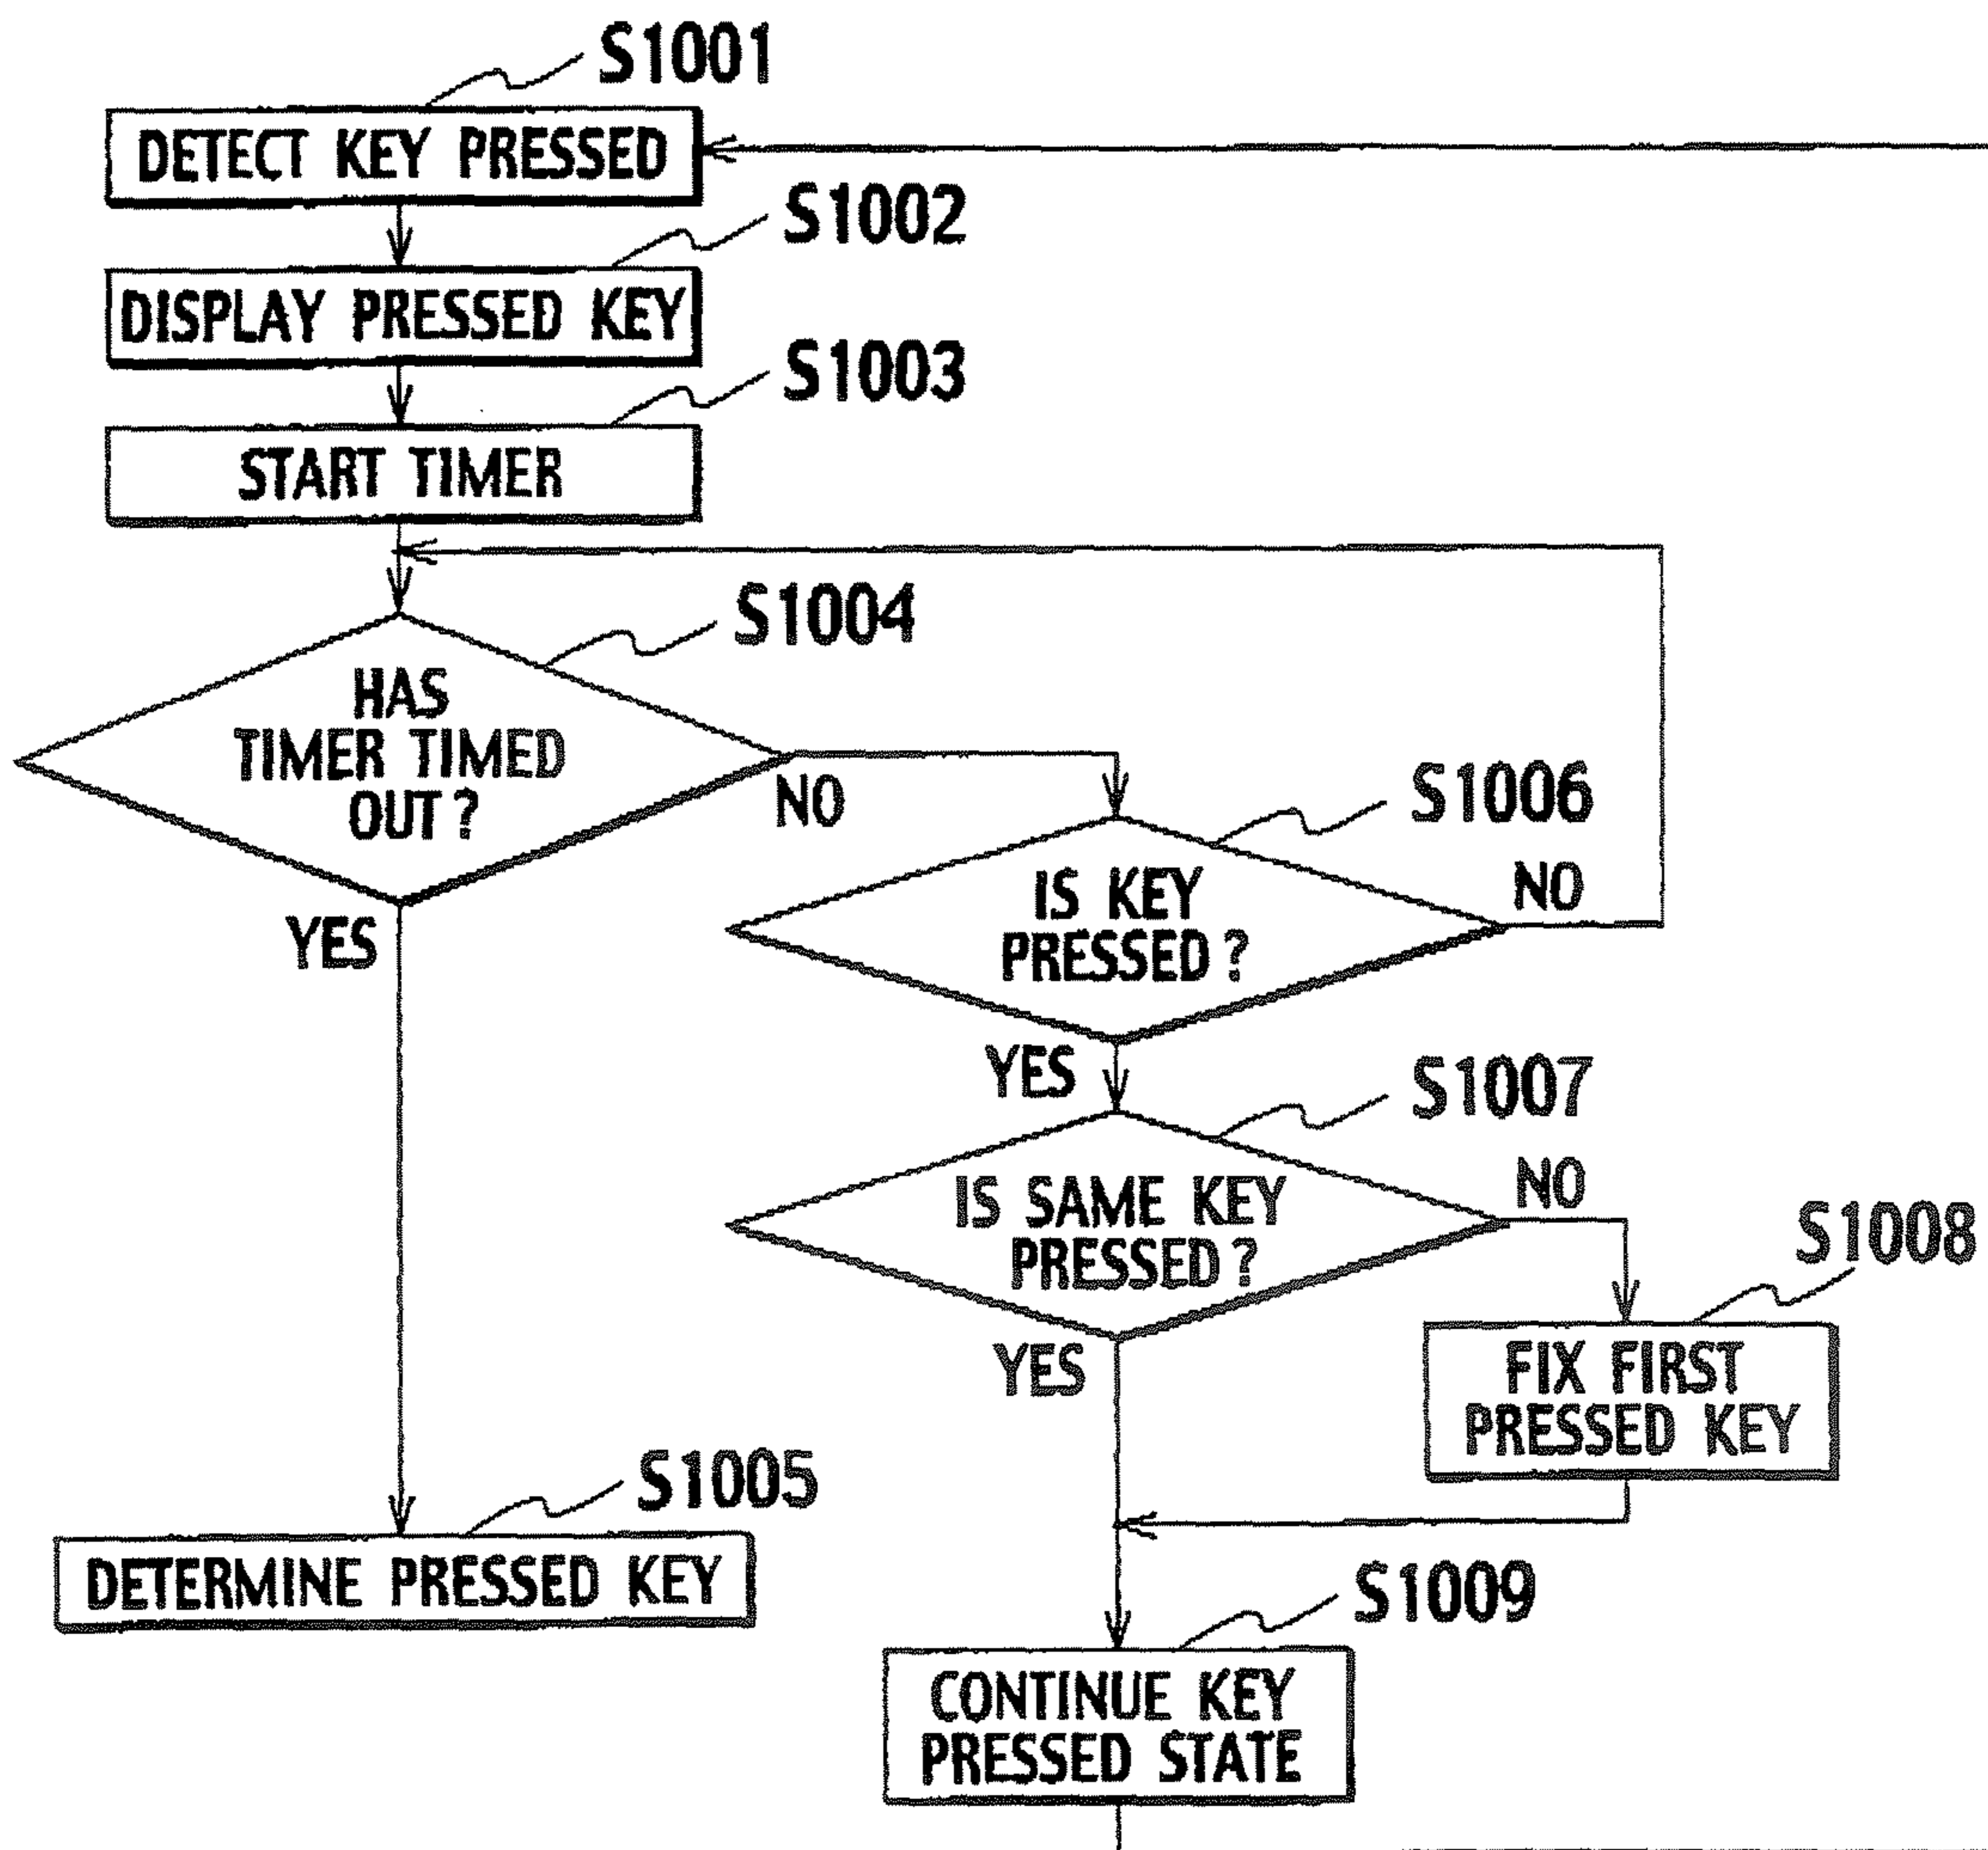 S1001
DETECT KEY PRESSED
S1002
DISPLAY PRESSED KEY
S1003
START TIMER
S1004
HAS
TIMER TIMED
OUT?
NO
YES
S1006
IS KEY
PRESSED?
NO
YES
S1007
IS SAME KEY
PRESSED?
NO
YES
S1008
FIX FIRST
PRESSED KEY
S1005
DETERMINE PRESSED KEY
S1009
CONTINUE KEY
PRESSED STATE